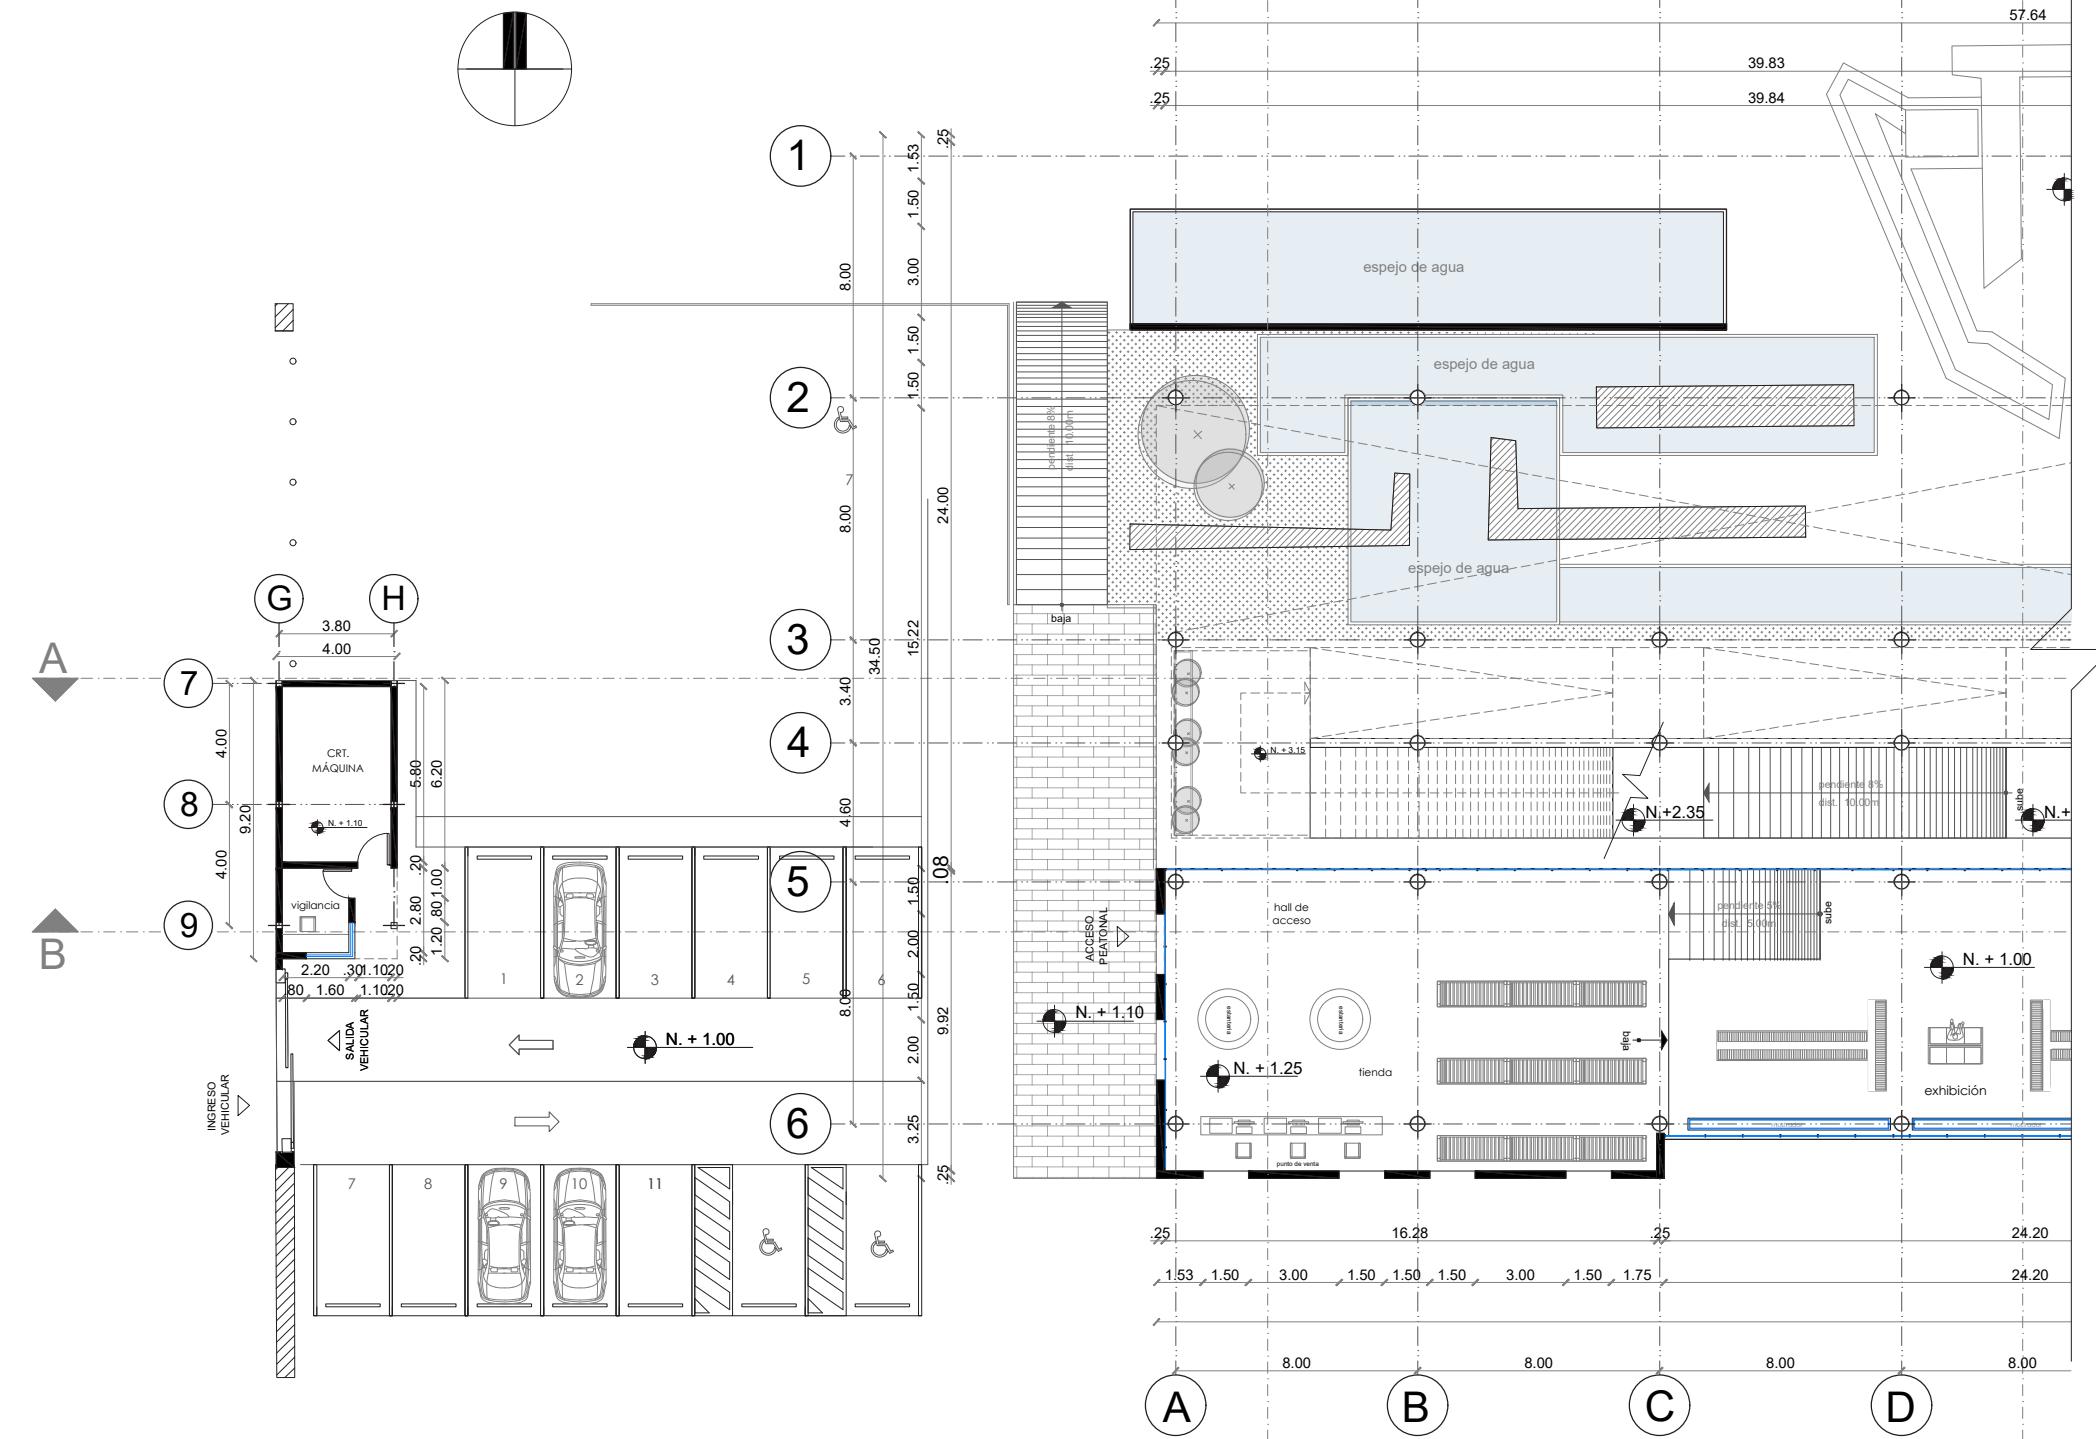 57.64
.25
39.83
.25
39.84
1
1.53
.25
1.50
8.00
3.00
1.50
1.50
2
7
8.00
24.00
espejo de agua
espejo de agua
espejo de agua
pendiente 8%
dist. 10.00m
baja
G
H
3.80
4.00
A
7
3
15.22
34.50
3.40
4.00
CRT.
MÁQUINA
5.80
6.20
4
N. + 3.15
8
9.20
N. + 1.10
4.60
pendiente 8%
dist. 10.00m
sube
N.+2.35
N.+
4.00
.20
1.00
.08
5
1.50
vigilancia
2.80
.80
9
B
1.20
.20
2.20
.30
1.10
.20
.80
1.60
1.10
.20
1
2
3
4
5
6
2.00
1.50
8.00
9.92
2.00
3.25
.25
ACCESO
PEATONAL
hall de
acceso
pendiente 5%
dist. 5.00m
sube
N. + 1.00
N. + 1.10
SALIDA
VEHICULAR
N. + 1.00
estanteria
estanteria
baja
N. + 1.25
tienda
exhibición
INGRESO
VEHICULAR
6
punto de venta
7
8
9
10
11
.25
16.28
.25
24.20
1.53
1.50
3.00
1.50
1.50
1.50
3.00
1.50
1.75
24.20
8.00
8.00
8.00
8.00
A
B
C
D